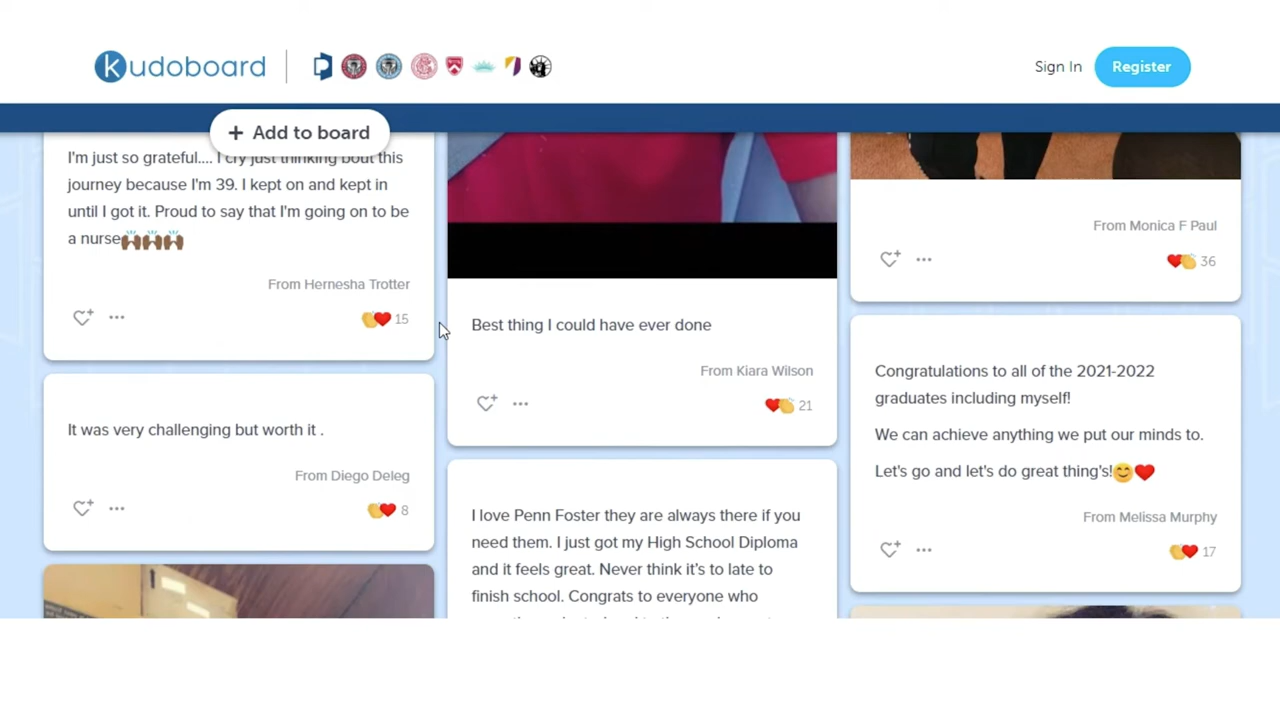 kudoboard
Sign In
Register
+ Add to board
I'm just so grateful.... I cry just thinking bout this
journey because I'm 39. I kept on and kept in
until I got it. Proud to say that I'm going on to be
a nurse🙌🏾🙌🏾🙌🏾
From Hernesha Trotter
15
It was very challenging but worth it .
From Diego Deleg
8
Best thing I could have ever done
From Kiara Wilson
21
I love Penn Foster they are always there if you
need them. I just got my High School Diploma
and it feels great. Never think it's to late to
finish school. Congrats to everyone who
From Monica F Paul
36
Congratulations to all of the 2021-2022
graduates including myself!
We can achieve anything we put our minds to.
Let's go and let's do great thing's!😊❤️
From Melissa Murphy
17